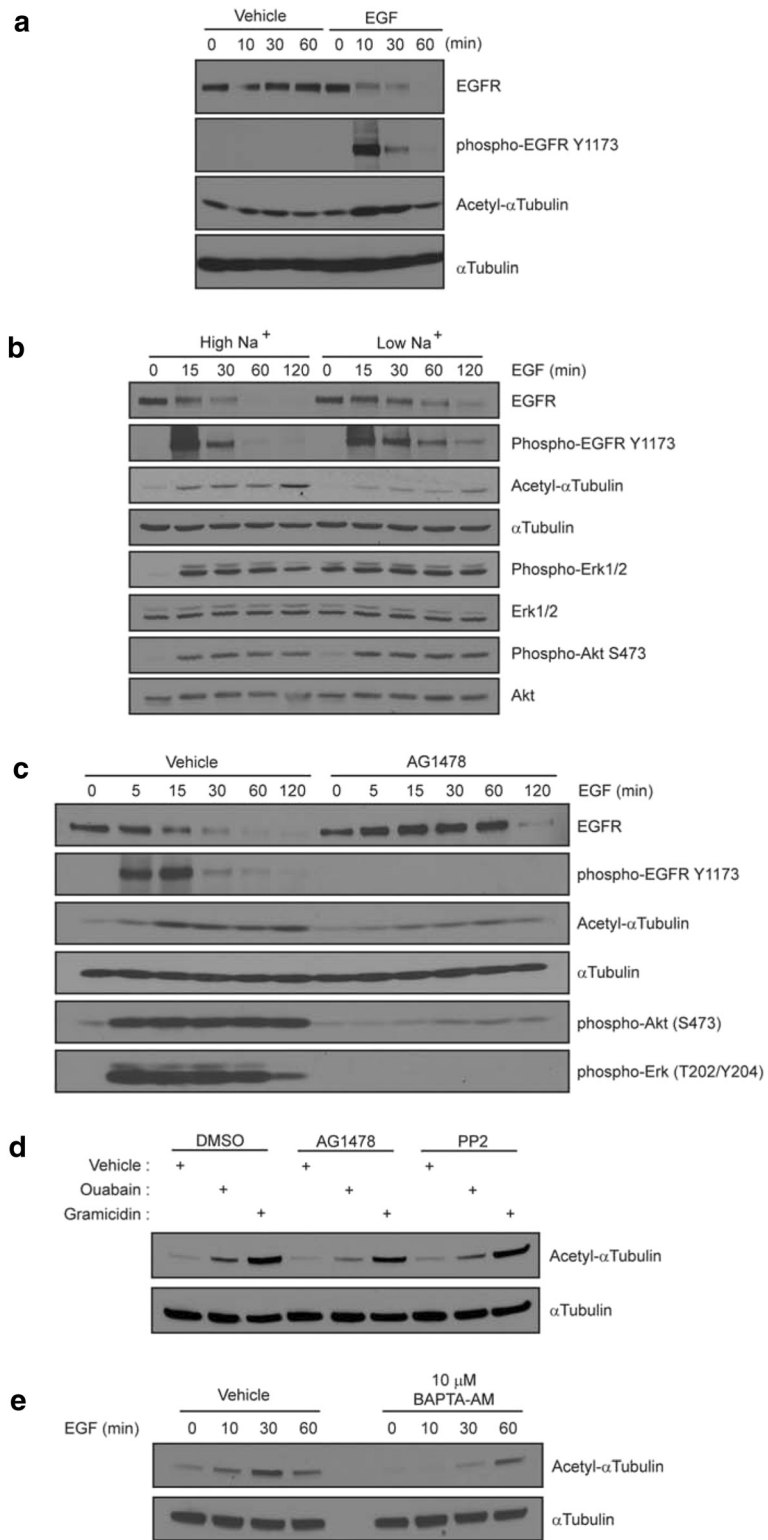 a
Vehicle EGF
0 10 30 60 0 10 30 60 (min)
EGFR
phospho-EGFR Y1173
Acetyl-αTubulin
αTubulin
b
High Na+ Low Na+
0 15 30 60 120 0 15 30 60 120 EGF (min)
EGFR
Phospho-EGFR Y1173
Acetyl-αTubulin
αTubulin
Phospho-Erk1/2
Erk1/2
Phospho-Akt S473
Akt
c
Vehicle AG1478
0 5 15 30 60 120 0 5 15 30 60 120 EGF (min)
EGFR
phospho-EGFR Y1173
Acetyl-αTubulin
αTubulin
phospho-Akt (S473)
phospho-Erk (T202/Y204)
d
DMSO AG1478 PP2
Vehicle : + + +
Ouabain : + + +
Gramicidin : + + +
Acetyl-αTubulin
αTubulin
e
Vehicle 10 μM BAPTA-AM
EGF (min) 0 10 30 60 0 10 30 60
Acetyl-αTubulin
αTubulin